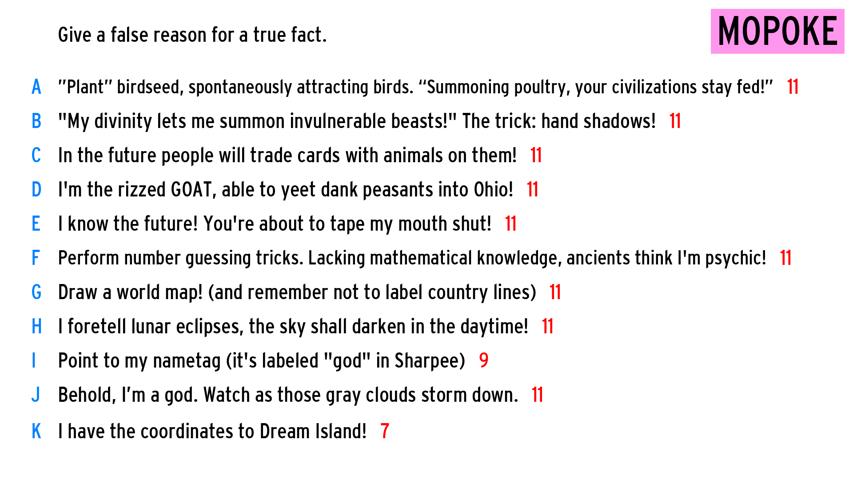 Give a false reason for a true fact.
MOPOKE
A "Plant" birdseed, spontaneously attracting birds. “Summoning poultry, your civilizations stay fed!” 11
B "My divinity lets me summon invulnerable beasts!" The trick: hand shadows! 11
C In the future people will trade cards with animals on them! 11
D I'm the rizzed GOAT, able to yeet dank peasants into Ohio! 11
E I know the future! You're about to tape my mouth shut! 11
F Perform number guessing tricks. Lacking mathematical knowledge, ancients think I'm psychic! 11
G Draw a world map! (and remember not to label country lines) 11
H I foretell lunar eclipses, the sky shall darken in the daytime! 11
I Point to my nametag (it's labeled "god" in Sharpee) 9
J Behold, I’m a god. Watch as those gray clouds storm down. 11
K I have the coordinates to Dream Island! 7